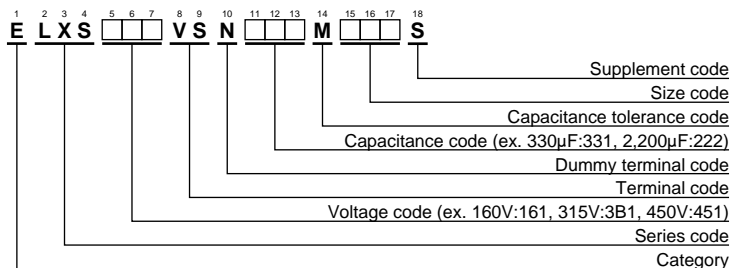 1 2 3 4 5 6 7 8 9 10 11 12 13 14 15 16 17 18
E L X S V S N M S
Supplement code
Size code
Capacitance tolerance code
Capacitance code (ex. 330μF:331, 2,200μF:222)
Dummy terminal code
Terminal code
Voltage code (ex. 160V:161, 315V:3B1, 450V:451)
Series code
Category